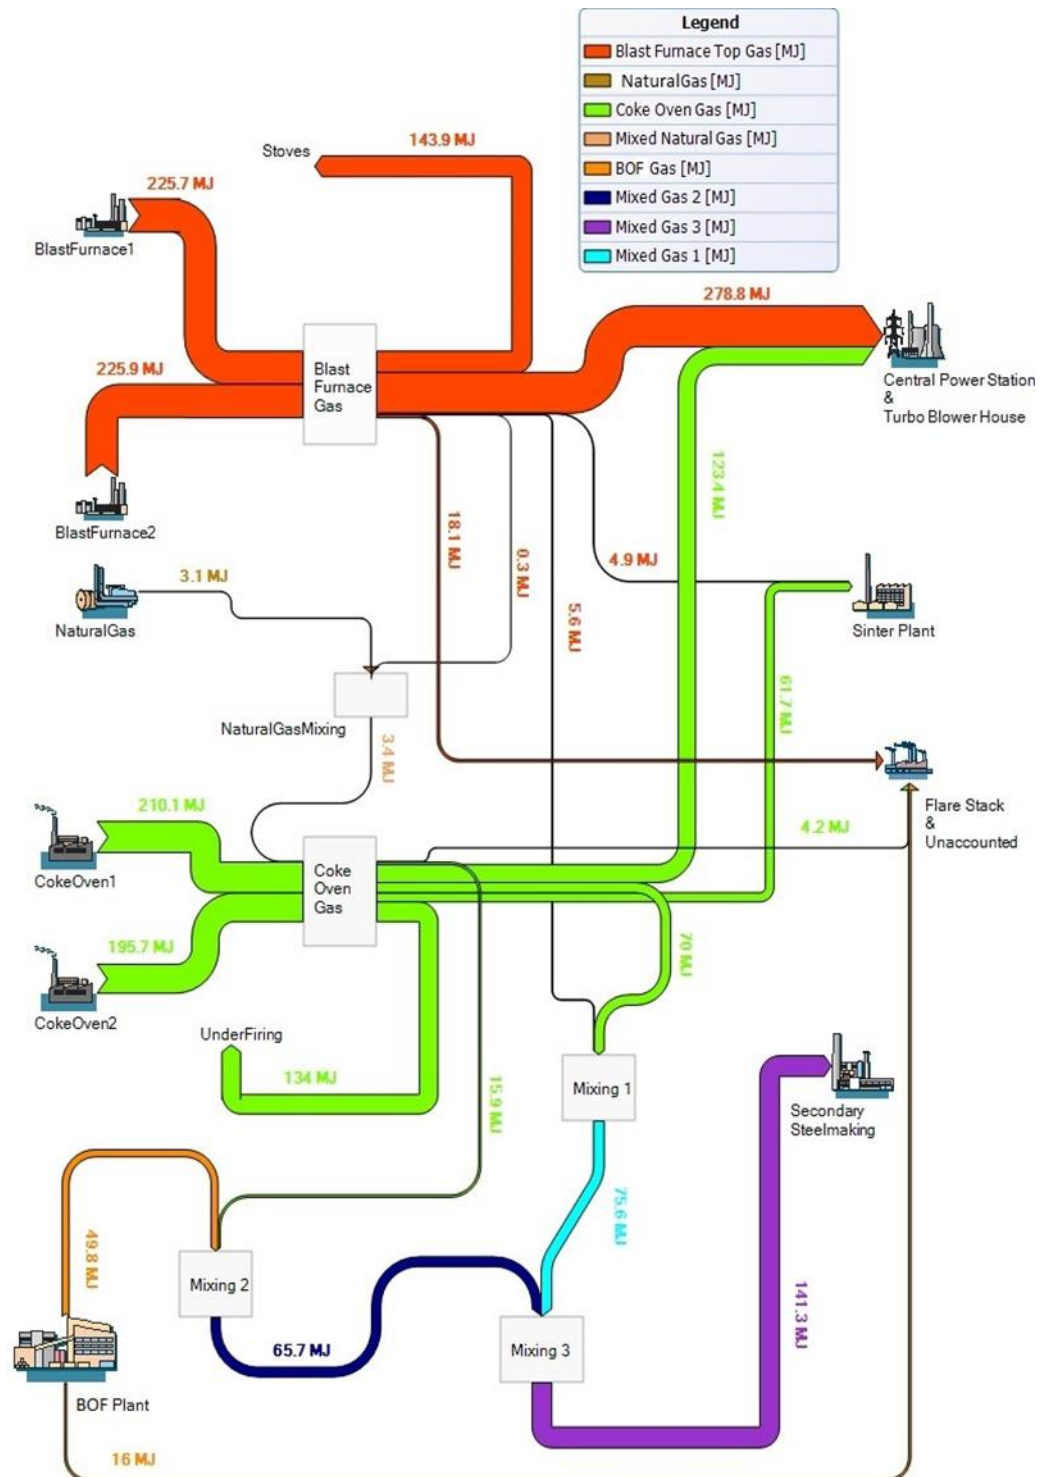 Legend
Blast Furnace Top Gas [MJ]
NaturalGas [MJ]
Coke Oven Gas [MJ]
Mixed Natural Gas [MJ]
BOF Gas [MJ]
Mixed Gas 2 [MJ]
Mixed Gas 3 [MJ]
Mixed Gas 1 [MJ]
143.9 MJ
Stoves
225.7 MJ
BlastFurnace1
278.8 MJ
225.9 MJ
Blast
Furnace
Gas
Central Power Station
&
Turbo Blower House
123.4 MJ
BlastFurnace2
18.1 MJ
0.3 MJ
4.9 MJ
3.1 MJ
5.6 MJ
NaturalGas
Sinter Plant
61.7 MJ
NaturalGasMixing
3.4 MJ
210.1 MJ
Flare Stack
&
Unaccounted
4.2 MJ
CokeOven1
Coke
Oven
Gas
195.7 MJ
70 MJ
CokeOven2
UnderFiring
134 MJ
15.9 MJ
Mixing 1
Secondary
Steelmaking
75.6 MJ
49.8 MJ
Mixing 2
141.3 MJ
65.7 MJ
Mixing 3
BOF Plant
16 MJ